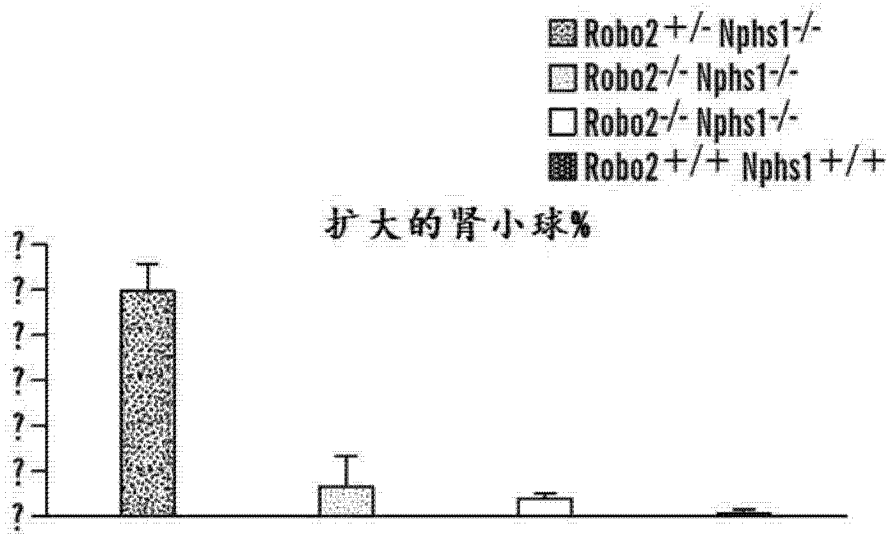 Robo2+/- Nphs1-/-
Robo2-/- Nphs1-/-
Robo2-/- Nphs1-/-
Robo2+/+ Nphs1+/+
扩大的肾小球%
?
?
?
?
?
?
?